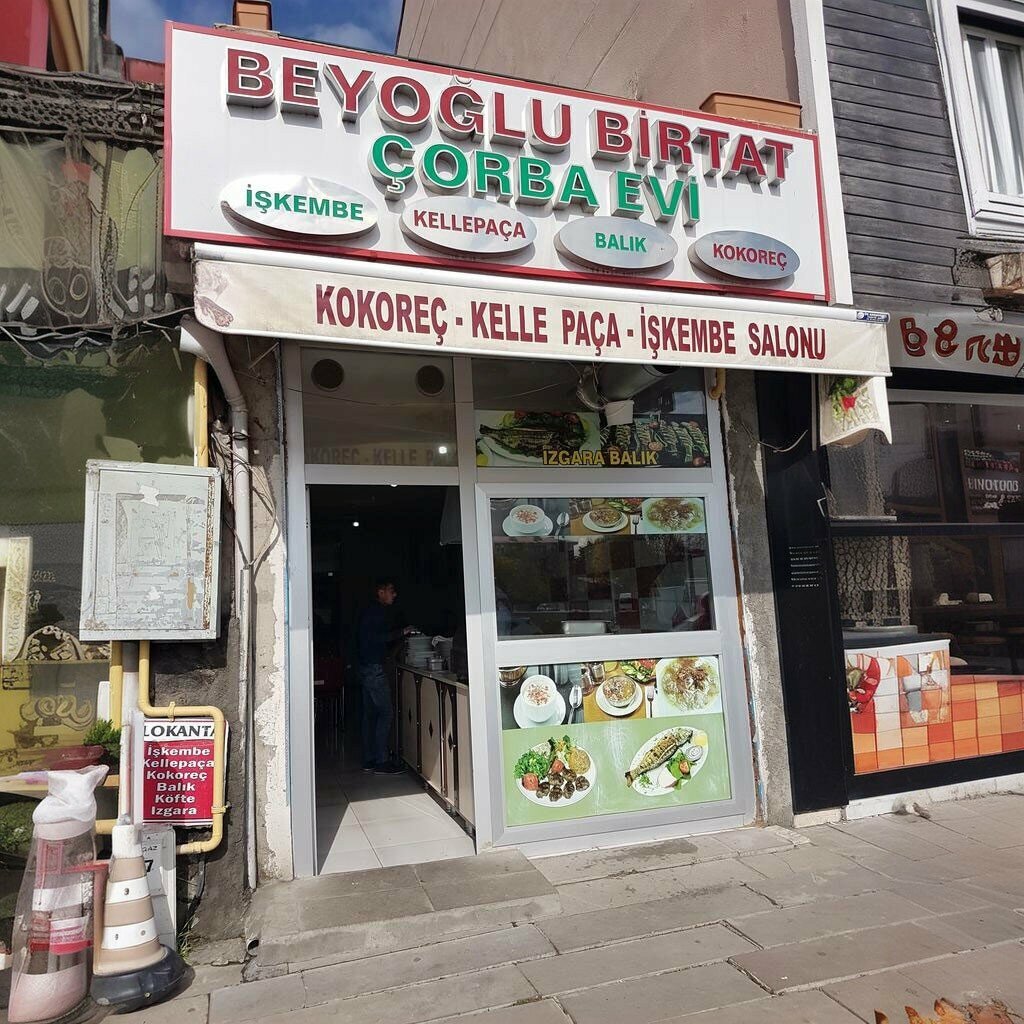 BEYOĞLU BİRTAT
ÇORBA EVİ
İŞKEMBE
KELLEPAÇA
BALIK
KOKOREÇ
KOKOREÇ - KELLE PAÇA - İŞKEMBE SALONU
IZGARA BALIK
LOKANTA
İşkembe
Kellepaça
Kokoreç
Balık
Köfte
Izgara